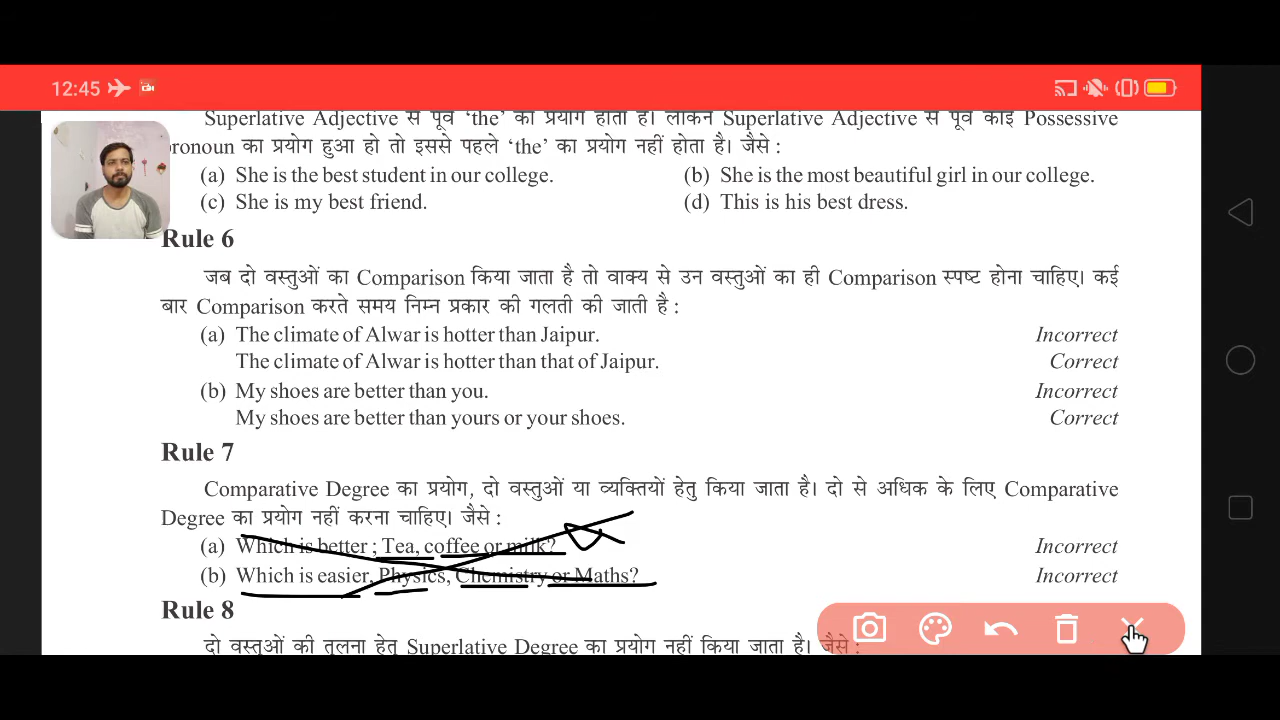 12:45
Superlative Adjective से पूर्व ‘the’ का प्रयोग होता है। लेकिन Superlative Adjective से पूर्व कोई Possessive
pronoun का प्रयोग हुआ हो तो इससे पहले ‘the’ का प्रयोग नहीं होता है। जैसे :
(a) She is the best student in our college. (b) She is the most beautiful girl in our college.
(c) She is my best friend. (d) This is his best dress.
Rule 6
जब दो वस्तुओं का Comparison किया जाता है तो वाक्य से उन वस्तुओं का ही Comparison स्पष्ट होना चाहिए। कई
बार Comparison करते समय निम्न प्रकार की गलती की जाती है :
(a) The climate of Alwar is hotter than Jaipur. Incorrect
The climate of Alwar is hotter than that of Jaipur. Correct
(b) My shoes are better than you. Incorrect
My shoes are better than yours or your shoes. Correct
Rule 7
Comparative Degree का प्रयोग, दो वस्तुओं या व्यक्तियों हेतु किया जाता है। दो से अधिक के लिए Comparative
Degree का प्रयोग नहीं करना चाहिए। जैसे :
(a) Which is better ; Tea, coffee or milk? Incorrect
(b) Which is easier, Physics, Chemistry or Maths? Incorrect
Rule 8
दो वस्तुओं की तुलना हेतु Superlative Degree का प्रयोग नहीं किया जाता है। जैसे :